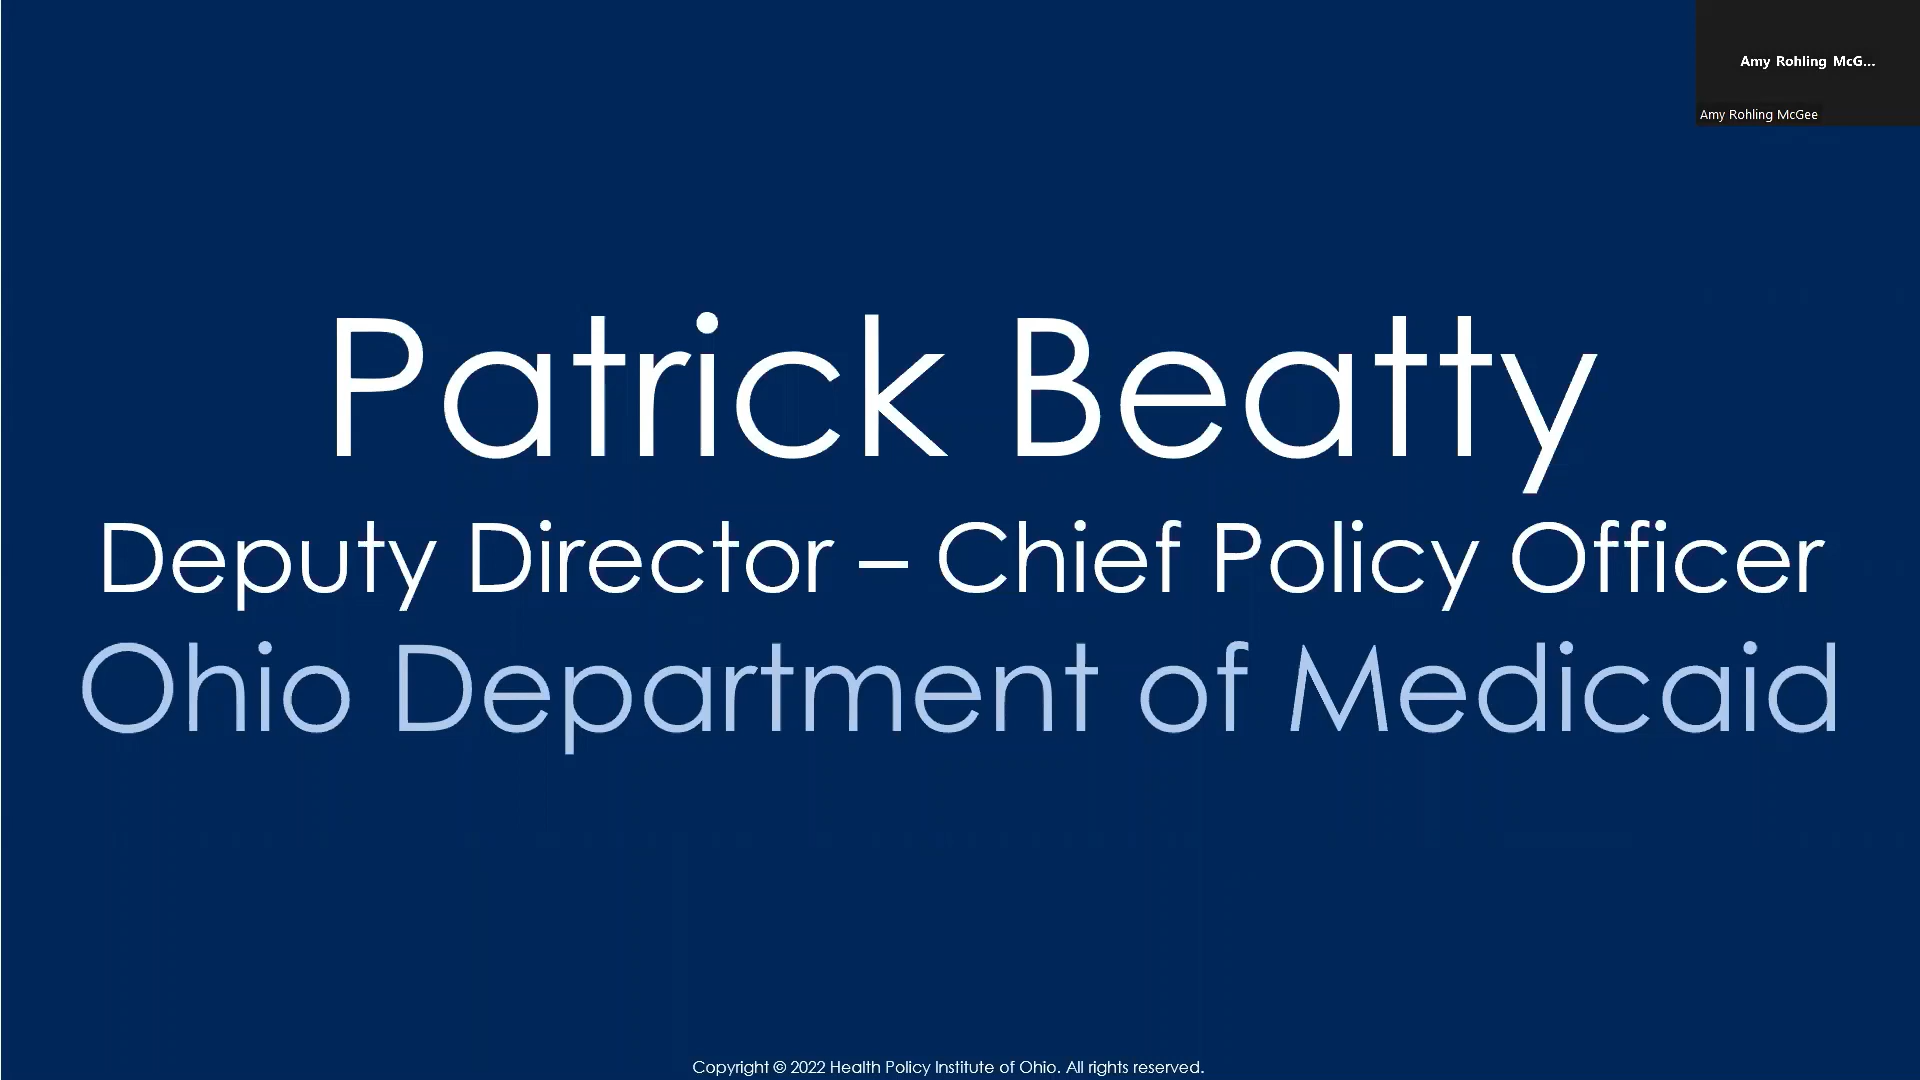 Amy Rohling McG...
Amy Rohling McGee
Patrick Beatty
Deputy Director – Chief Policy Officer
Ohio Department of Medicaid
Copyright © 2022 Health Policy Institute of Ohio. All rights reserved.